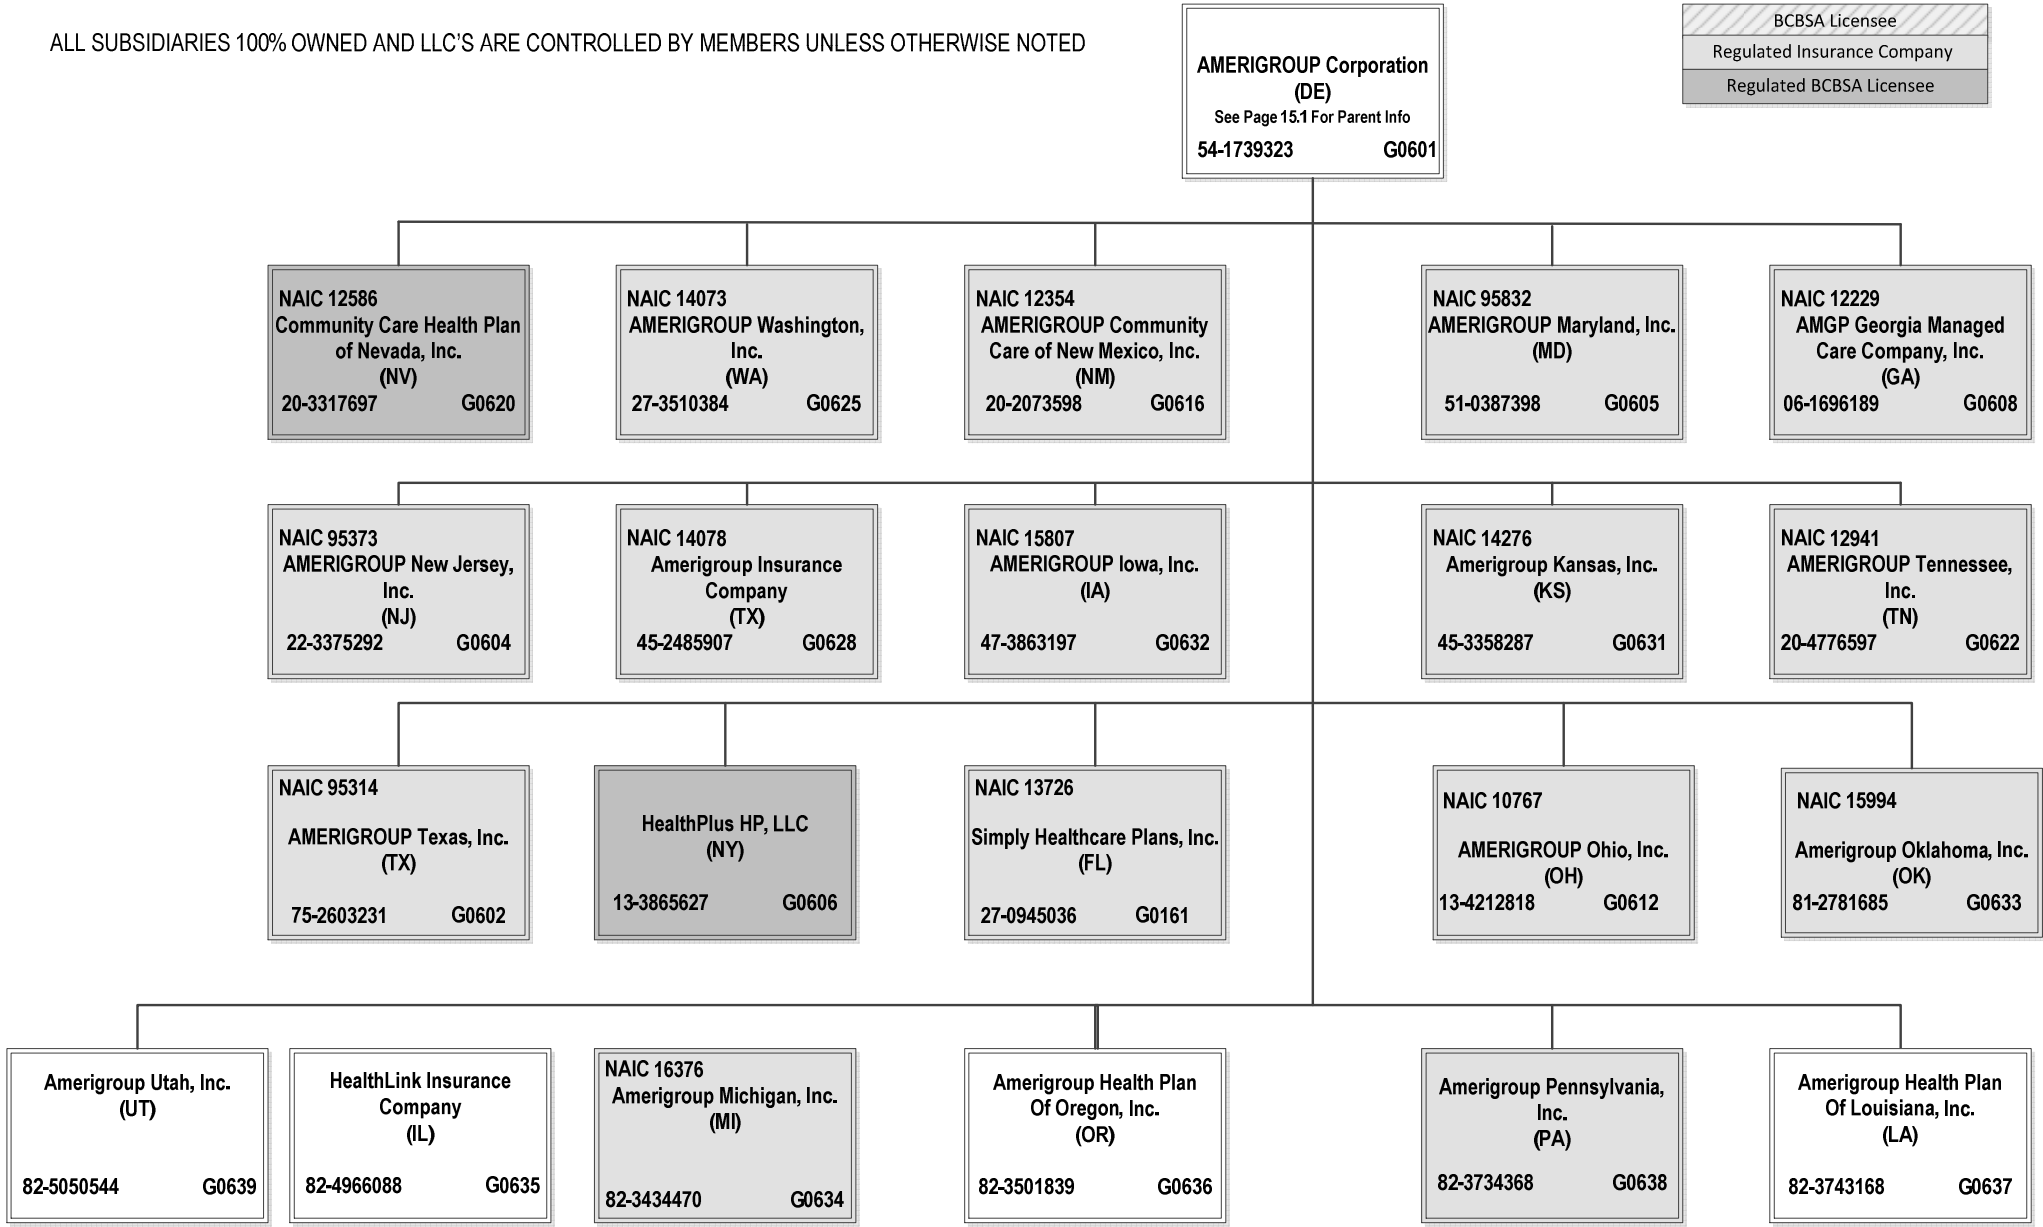 ALL SUBSIDIARIES 100% OWNED AND LLC'S ARE CONTROLLED BY MEMBERS UNLESS OTHERWISE NOTED
AMERIGROUP Corporation
(DE)
See Page 15.1 For Parent Info
54-1739323 G0601
BCBSA Licensee
Regulated Insurance Company
Regulated BCBSA Licensee
NAIC 12586
Community Care Health Plan
of Nevada, Inc.
(NV)
20-3317697 G0620
NAIC 14073
AMERIGROUP Washington,
Inc.
(WA)
27-3510384 G0625
NAIC 12354
AMERIGROUP Community
Care of New Mexico, Inc.
(NM)
20-2073598 G0616
NAIC 95832
AMERIGROUP Maryland, Inc.
(MD)
51-0387398 G0605
NAIC 12229
AMGP Georgia Managed
Care Company, Inc.
(GA)
06-1696189 G0608
NAIC 95373
AMERIGROUP New Jersey,
Inc.
(NJ)
22-3375292 G0604
NAIC 14078
Amerigroup Insurance
Company
(TX)
45-2485907 G0628
NAIC 15807
AMERIGROUP Iowa, Inc.
(IA)
47-3863197 G0632
NAIC 14276
Amerigroup Kansas, Inc.
(KS)
45-3358287 G0631
NAIC 12941
AMERIGROUP Tennessee,
Inc.
(TN)
20-4776597 G0622
NAIC 95314
AMERIGROUP Texas, Inc.
(TX)
75-2603231 G0602
HealthPlus HP, LLC
(NY)
13-3865627 G0606
NAIC 13726
Simply Healthcare Plans, Inc.
(FL)
27-0945036 G0161
NAIC 10767
AMERIGROUP Ohio, Inc.
(OH)
13-4212818 G0612
NAIC 15994
Amerigroup Oklahoma, Inc.
(OK)
81-2781685 G0633
Amerigroup Utah, Inc.
(UT)
82-5050544 G0639
HealthLink Insurance
Company
(IL)
82-4966088 G0635
NAIC 16376
Amerigroup Michigan, Inc.
(MI)
82-3434470 G0634
Amerigroup Health Plan
Of Oregon, Inc.
(OR)
82-3501839 G0636
Amerigroup Pennsylvania,
Inc.
(PA)
82-3734368 G0638
Amerigroup Health Plan
Of Louisiana, Inc.
(LA)
82-3743168 G0637